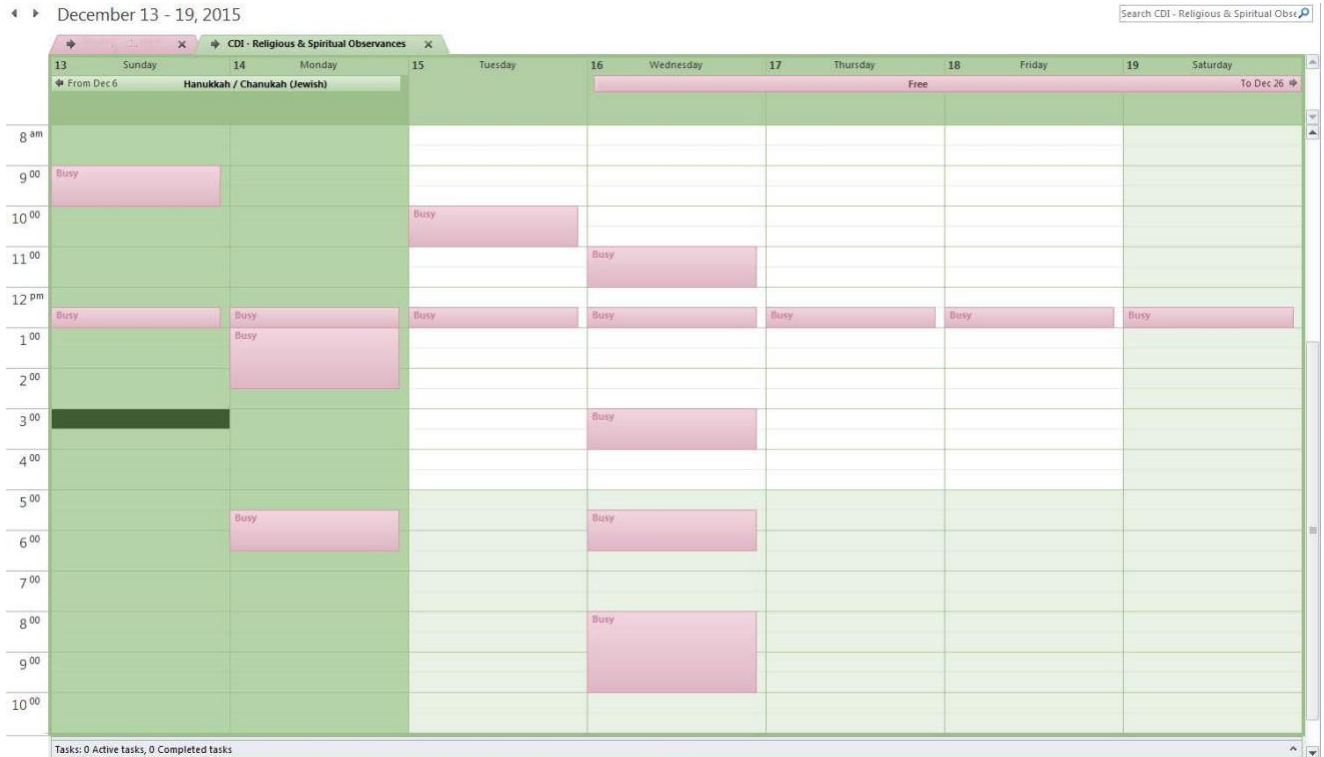 December 13 - 19, 2015
Search CDI - Religious & Spiritual Obse
CDI - Religious & Spiritual Observances
13 Sunday 14 Monday 15 Tuesday 16 Wednesday 17 Thursday 18 Friday 19 Saturday
From Dec 6 Hanukkah / Chanukah (Jewish) Free To Dec 26
8 am
9 00 Busy
10 00 Busy
11 00 Busy
12 pm
Busy Busy Busy Busy Busy Busy Busy
1 00 Busy
2 00
3 00 Busy
4 00
5 00
Busy Busy
6 00
7 00
8 00 Busy
9 00
10 00
Tasks: 0 Active tasks, 0 Completed tasks